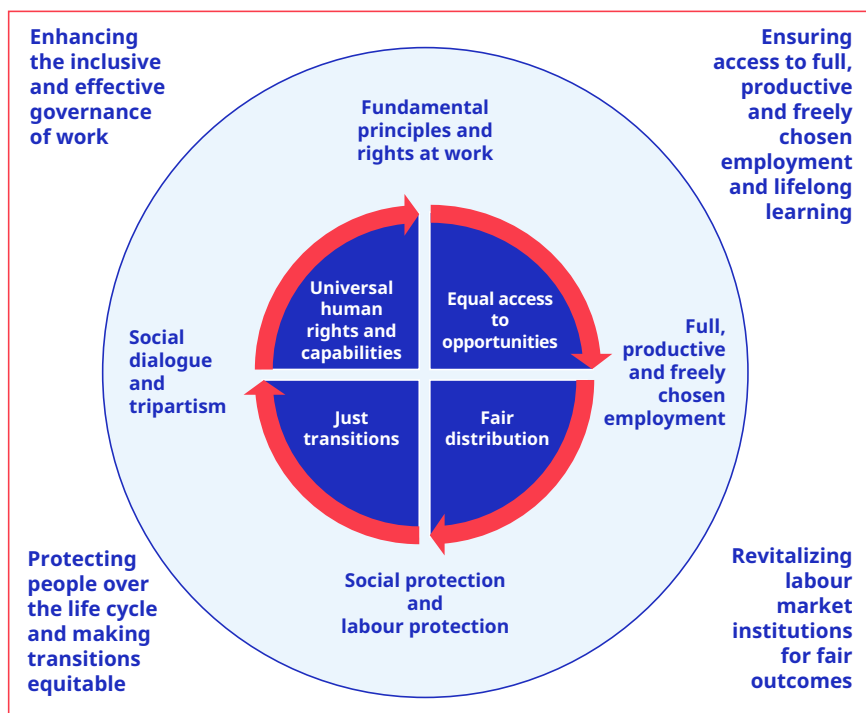 Enhancing
the inclusive
and effective
governance
of work
Ensuring
access to full,
productive
and freely
chosen
employment
and lifelong
learning
Fundamental
principles and
rights at work
Universal
human
rights and
capabilities
Equal access
to
opportunities
Social
dialogue
and
tripartism
Full,
productive
and freely
chosen
employment
Just
transitions
Fair
distribution
Social protection
and
labour protection
Protecting
people over
the life cycle
and making
transitions
equitable
Revitalizing
labour
market
institutions
for fair
outcomes